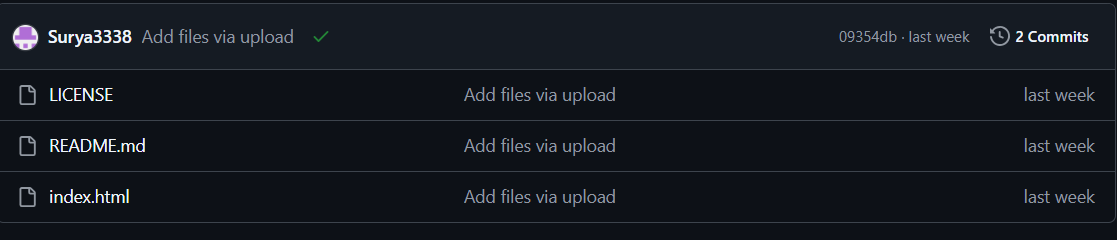 Surya3338 Add files via upload 09354db · last week 2 Commits
LICENSE Add files via upload last week
README.md Add files via upload last week
index.html Add files via upload last week